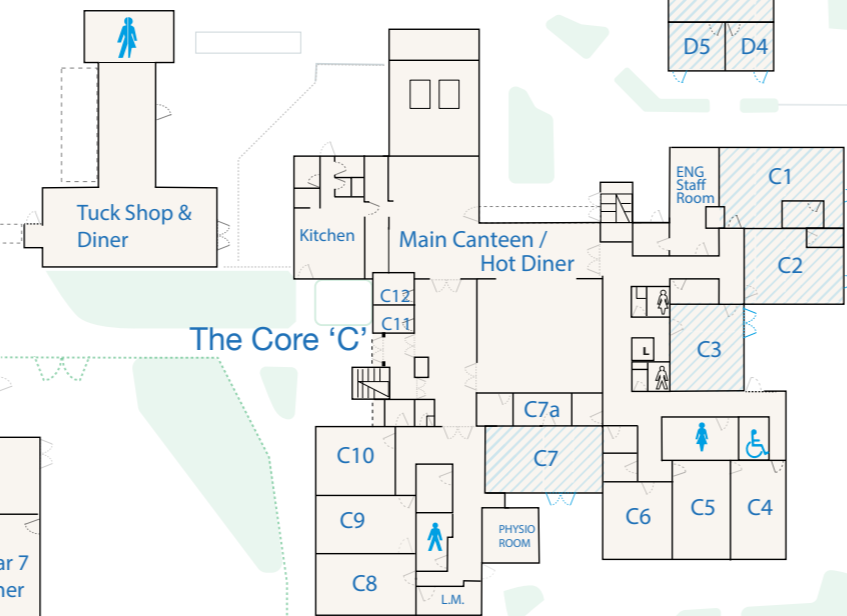 D5
D4
ENG
Staff
Room
C1
Tuck Shop &
Diner
Kitchen
Main Canteen /
Hot Diner
C2
C12
C11
The Core 'C'
L
C3
C7a
C10
C7
C9
C6
C5
C4
PHYSIO
ROOM
C8
L.M.
ar 7
ner